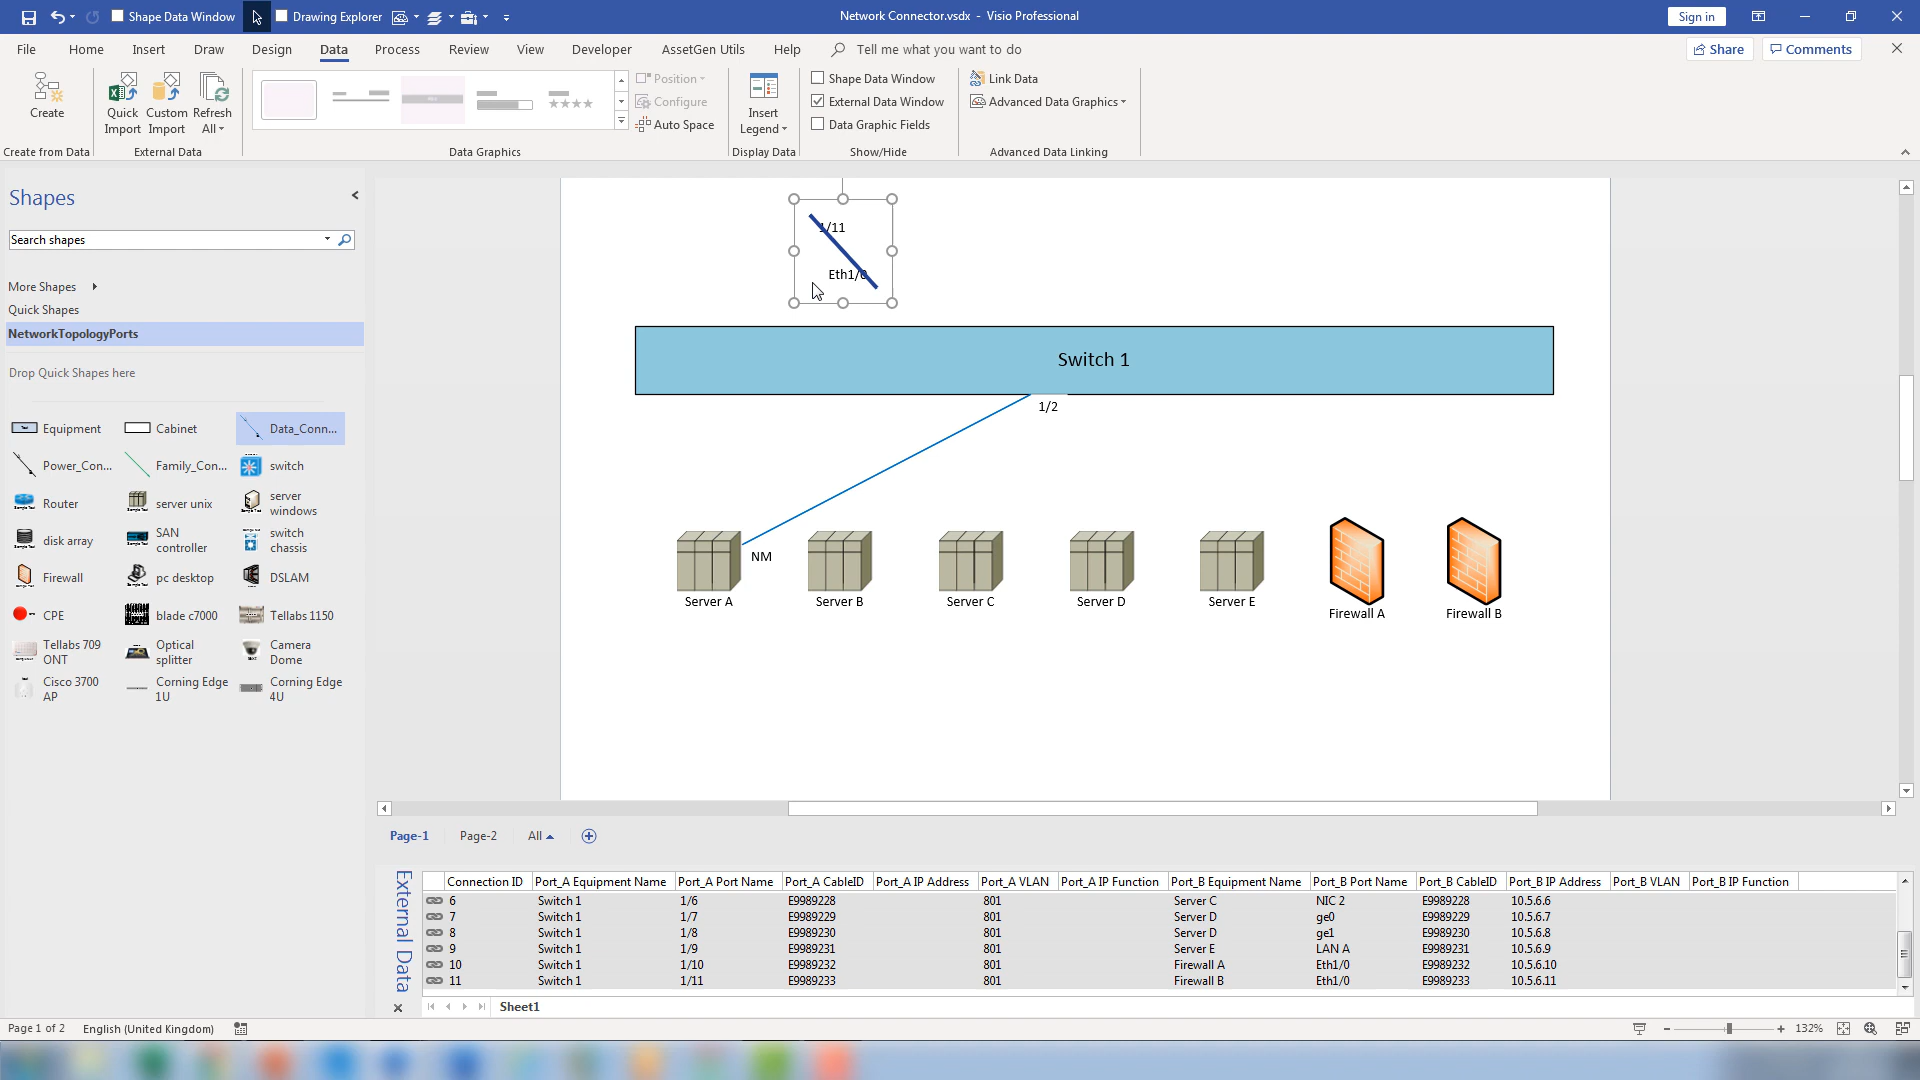 Shape Data Window
Drawing Explorer
Network Connector.vsdx - Visio Professional
Sign in
File Home Insert Draw Design Data Process Review View Developer AssetGen Utils Help Tell me what you want to do
Share
Comments
Create
Quick Import
Custom Import
Refresh All
Create from Data
External Data
Position
Configure
Auto Space
Data Graphics
Insert Legend
Display Data
Shape Data Window
External Data Window
Data Graphic Fields
Show/Hide
Link Data
Advanced Data Graphics
Advanced Data Linking
Shapes
Search shapes
More Shapes
Quick Shapes
NetworkTopologyPorts
Drop Quick Shapes here
Equipment Cabinet Data_Conn...
Power_Con... Family_Con... switch
Router server unix server windows
disk array SAN controller switch chassis
Firewall pc desktop DSLAM
CPE blade c7000 Tellabs 1150
Tellabs 709 ONT Optical splitter Camera Dome
Cisco 3700 AP Corning Edge 1U Corning Edge 4U
1/11
Eth1/0
Switch 1
1/2
NM
Server A Server B Server C Server D Server E Firewall A Firewall B
Page-1 Page-2 All
External Data
Connection ID Port_A Equipment Name Port_A Port Name Port_A CableID Port_A IP Address Port_A VLAN Port_A IP Function Port_B Equipment Name Port_B Port Name Port_B CableID Port_B IP Address Port_B VLAN Port_B IP Function
6 Switch 1 1/6 E9989228 801 Server C NIC 2 E9989228 10.5.6.6
7 Switch 1 1/7 E9989229 801 Server D ge0 E9989229 10.5.6.7
8 Switch 1 1/8 E9989230 801 Server D ge1 E9989230 10.5.6.8
9 Switch 1 1/9 E9989231 801 Server E LAN A E9989231 10.5.6.9
10 Switch 1 1/10 E9989232 801 Firewall A Eth1/0 E9989232 10.5.6.10
11 Switch 1 1/11 E9989233 801 Firewall B Eth1/0 E9989233 10.5.6.11
Sheet1
Page 1 of 2 English (United Kingdom) 132%